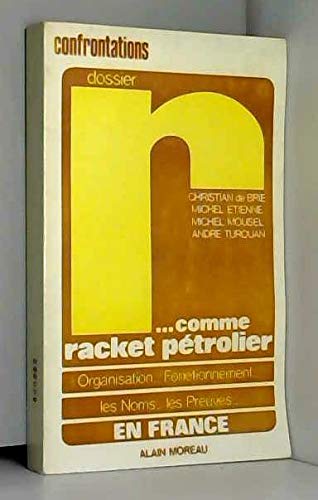 confrontations
dossier
r
CHRISTIAN de BRIE
MICHEL ETIENNE
MICHEL MOUSEL
ANDRE TURQUAN
...comme
racket pétrolier
Organisation... Fonctionnement...
les Noms... les Preuves...
EN FRANCE
ALAIN MOREAU